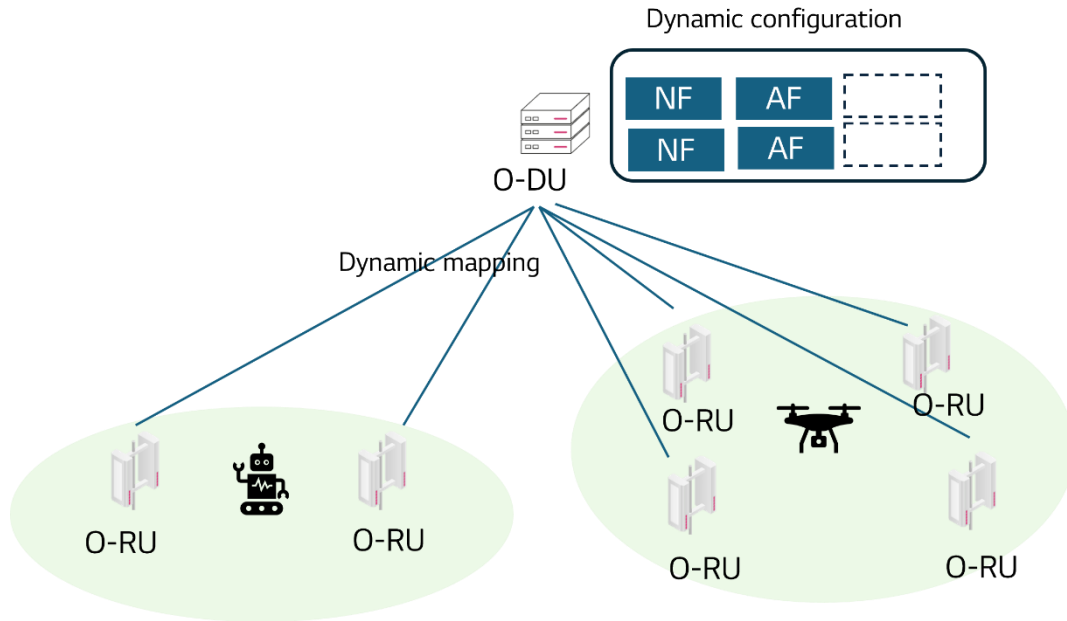 Dynamic configuration
NF AF
NF AF
O-DU
Dynamic mapping
O-RU
O-RU
O-RU
O-RU
O-RU
O-RU